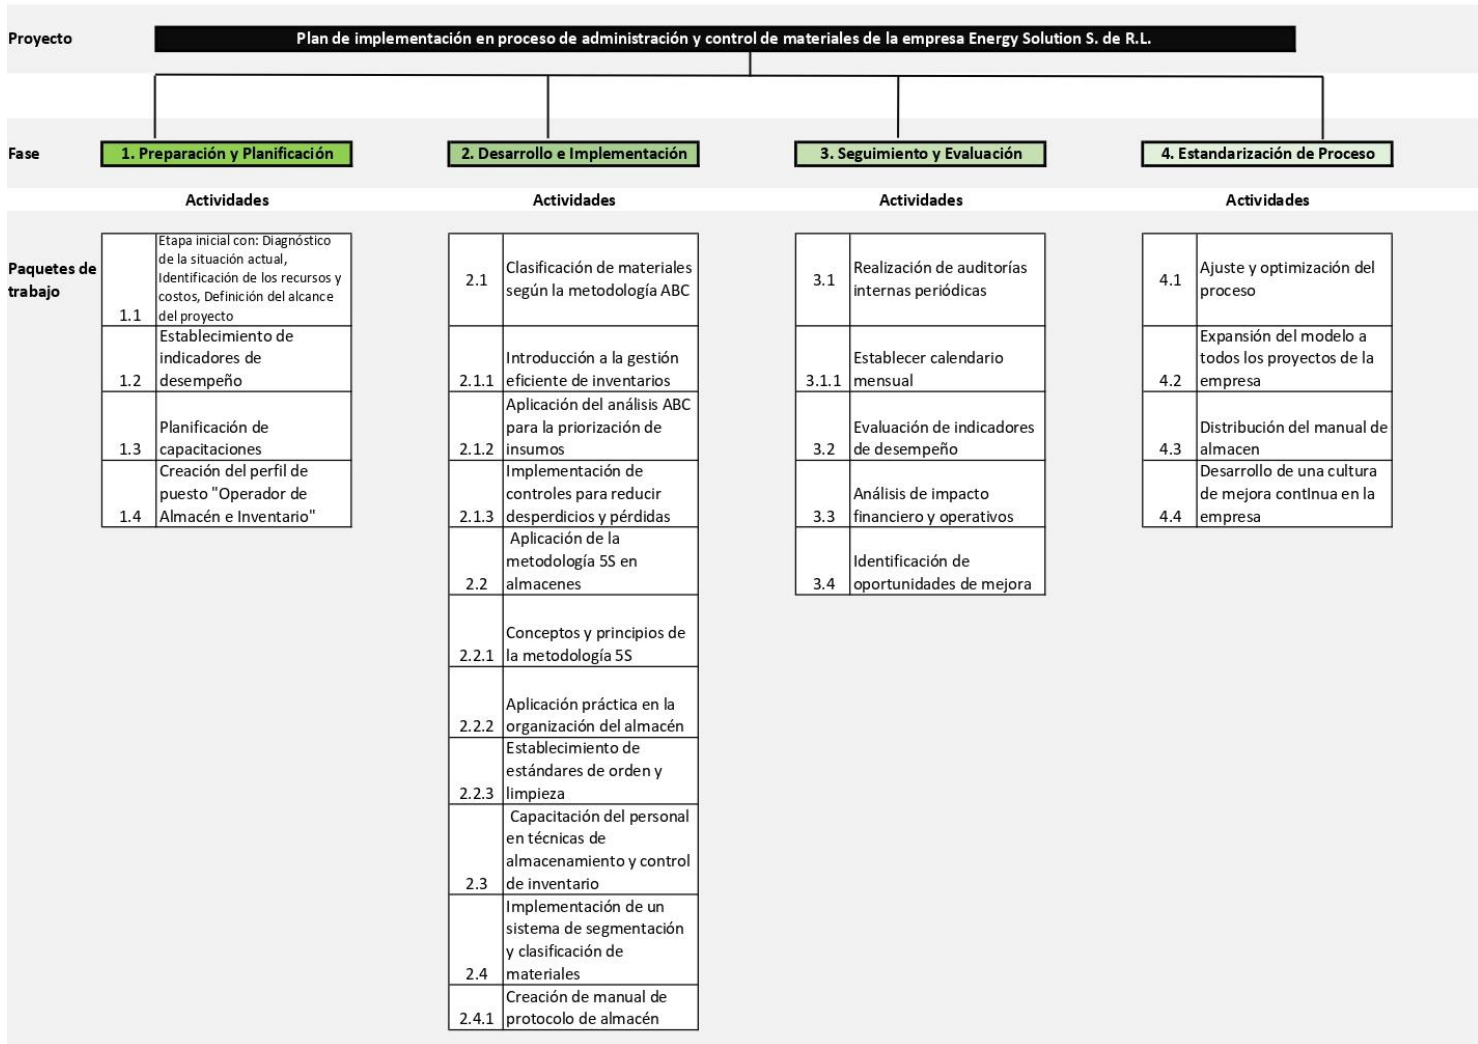 Proyecto
Plan de implementación en proceso de administración y control de materiales de la empresa Energy Solution S. de R.L.
Fase
1. Preparación y Planificación
2. Desarrollo e Implementación
3. Seguimiento y Evaluación
4. Estandarización de Proceso
Actividades
Actividades
Actividades
Actividades
Paquetes de
trabajo
1.1
Etapa inicial con: Diagnóstico
de la situación actual,
Identificación de los recursos y
costos, Definición del alcance
del proyecto
1.2
Establecimiento de
indicadores de
desempeño
1.3
Planificación de
capacitaciones
1.4
Creación del perfil de
puesto "Operador de
Almacén e Inventario"
2.1
Clasificación de materiales
según la metodología ABC
2.1.1
Introducción a la gestión
eficiente de inventarios
2.1.2
Aplicación del análisis ABC
para la priorización de
insumos
2.1.3
Implementación de
controles para reducir
desperdicios y pérdidas
2.2
Aplicación de la
metodología 5S en
almacenes
2.2.1
Conceptos y principios de
la metodología 5S
2.2.2
Aplicación práctica en la
organización del almacén
2.2.3
Establecimiento de
estándares de orden y
limpieza
2.3
Capacitación del personal
en técnicas de
almacenamiento y control
de inventario
2.4
Implementación de un
sistema de segmentación
y clasificación de
materiales
2.4.1
Creación de manual de
protocolo de almacén
3.1
Realización de auditorías
internas periódicas
3.1.1
Establecer calendario
mensual
3.2
Evaluación de indicadores
de desempeño
3.3
Análisis de impacto
financiero y operativos
3.4
Identificación de
oportunidades de mejora
4.1
Ajuste y optimización del
proceso
4.2
Expansión del modelo a
todos los proyectos de la
empresa
4.3
Distribución del manual de
almacen
4.4
Desarrollo de una cultura
de mejora contInua en la
empresa